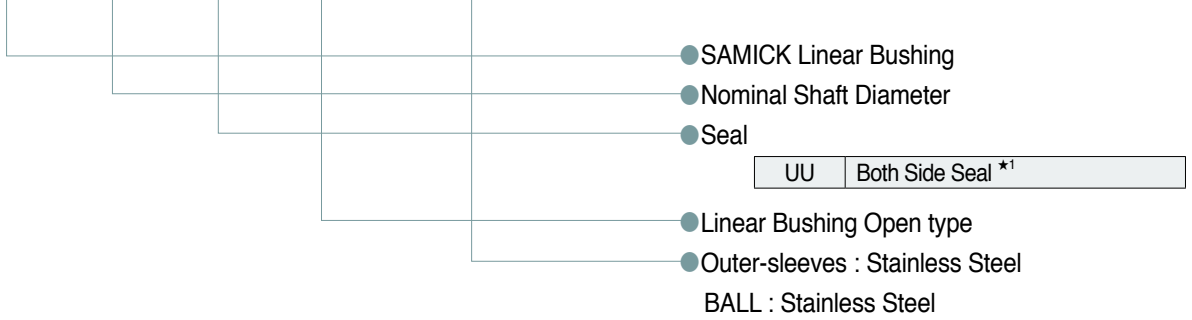 SAMICK Linear Bushing
Nominal Shaft Diameter
Seal
UU Both Side Seal ★1
Linear Bushing Open type
Outer-sleeves : Stainless Steel
BALL : Stainless Steel